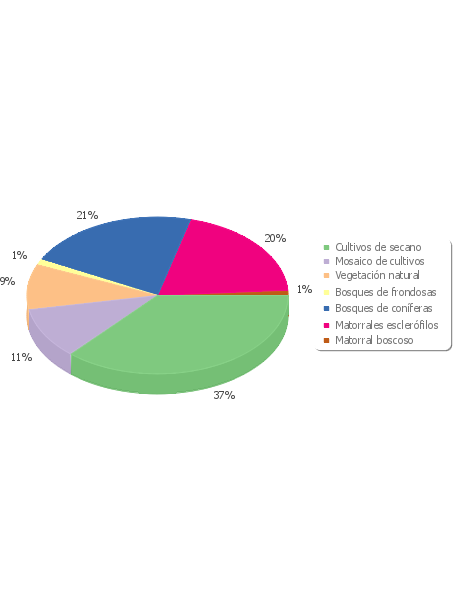 21%
20%
1%
9%
1%
11%
37%
Cultivos de secano
Mosaico de cultivos
Vegetación natural
Bosques de frondosas
Bosques de coníferas
Matorrales esclerófilos
Matorral boscoso